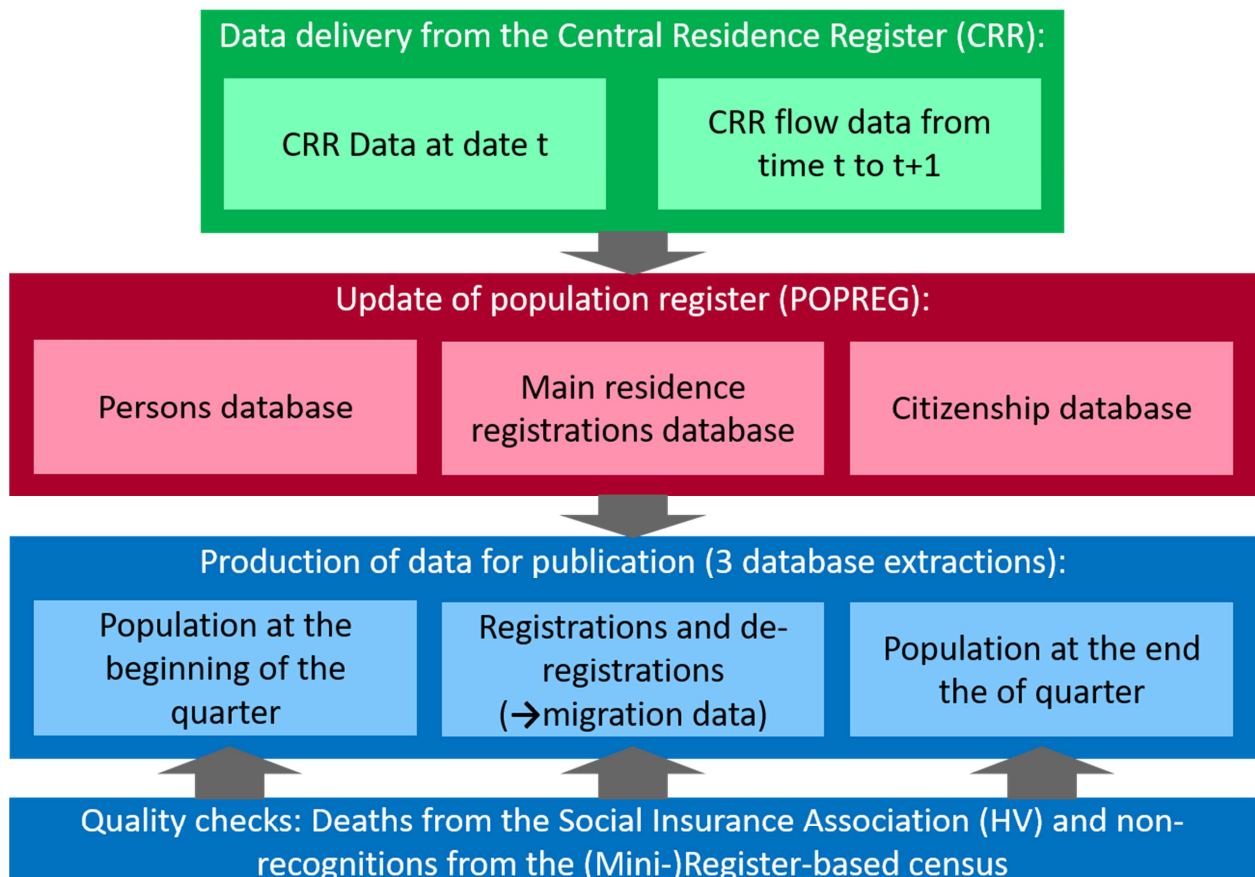 Data delivery from the Central Residence Register (CRR):
CRR Data at date t
CRR flow data from
time t to t+1
Update of population register (POPREG):
Persons database
Main residence
registrations database
Citizenship database
Production of data for publication (3 database extractions):
Population at the
beginning of the
quarter
Registrations and de-
registrations
(→migration data)
Population at the end
the of quarter
Quality checks: Deaths from the Social Insurance Association (HV) and non-
recognitions from the (Mini-)Register-based census